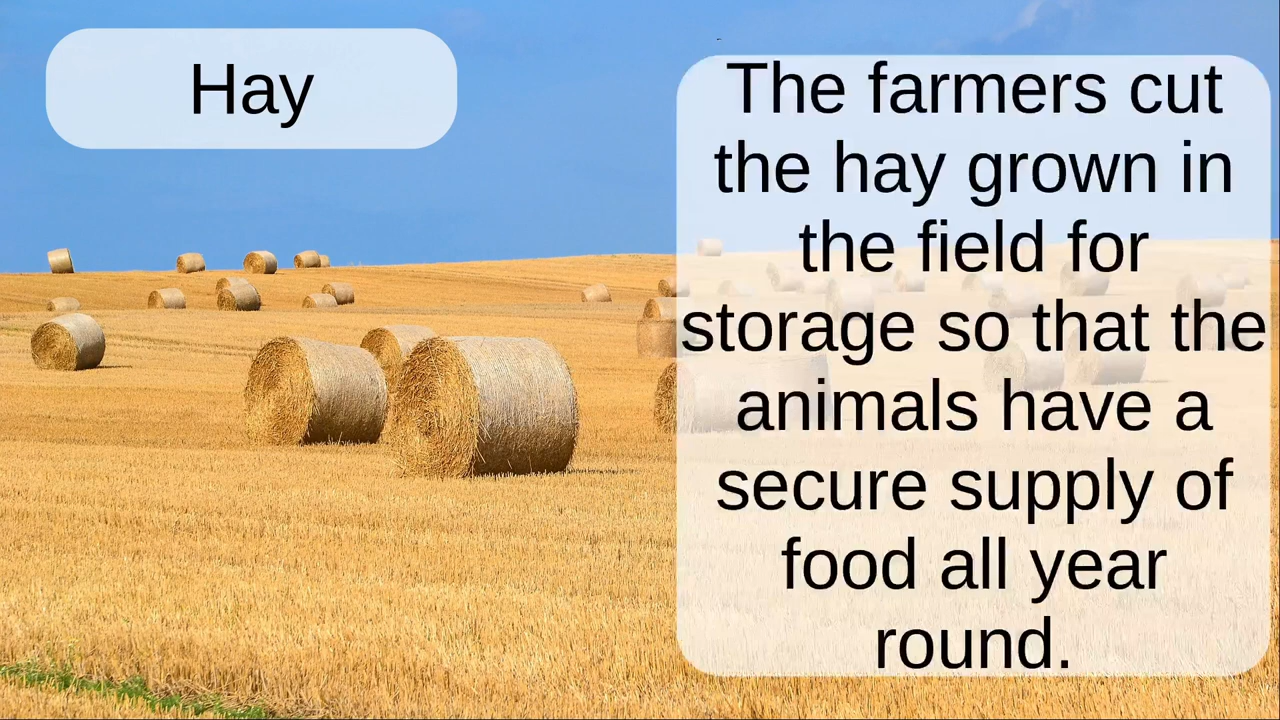 Hay
The farmers cut
the hay grown in
the field for
storage so that the
animals have a
secure supply of
food all year
round.